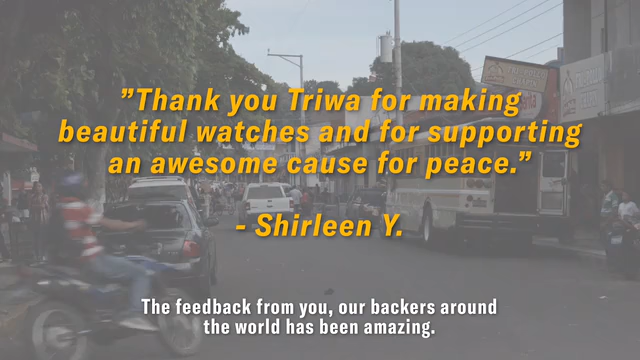 ”Thank you Triwa for making
beautiful watches and for supporting
an awesome cause for peace.”
- Shirleen Y.
The feedback from you, our backers around
the world has been amazing.